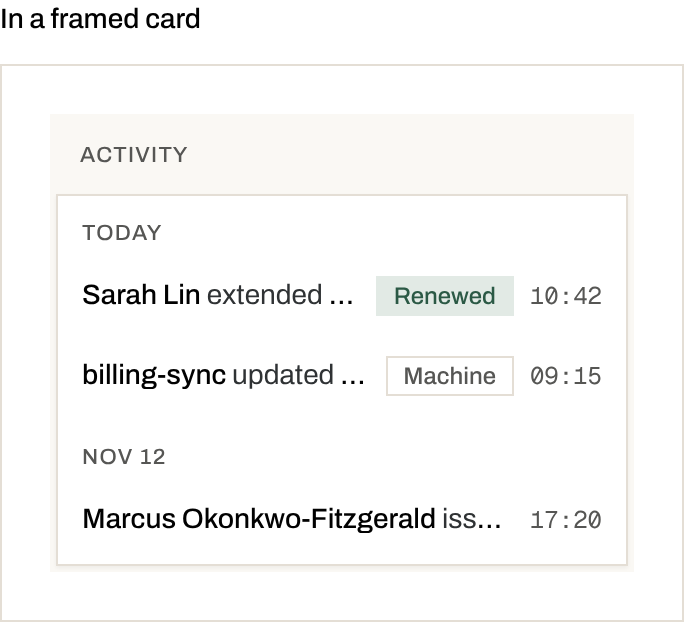 In a framed card
ACTIVITY
TODAY
Sarah Lin extended ... Renewed 10:42
billing-sync updated ... Machine 09:15
NOV 12
Marcus Okonkwo-Fitzgerald iss... 17:20